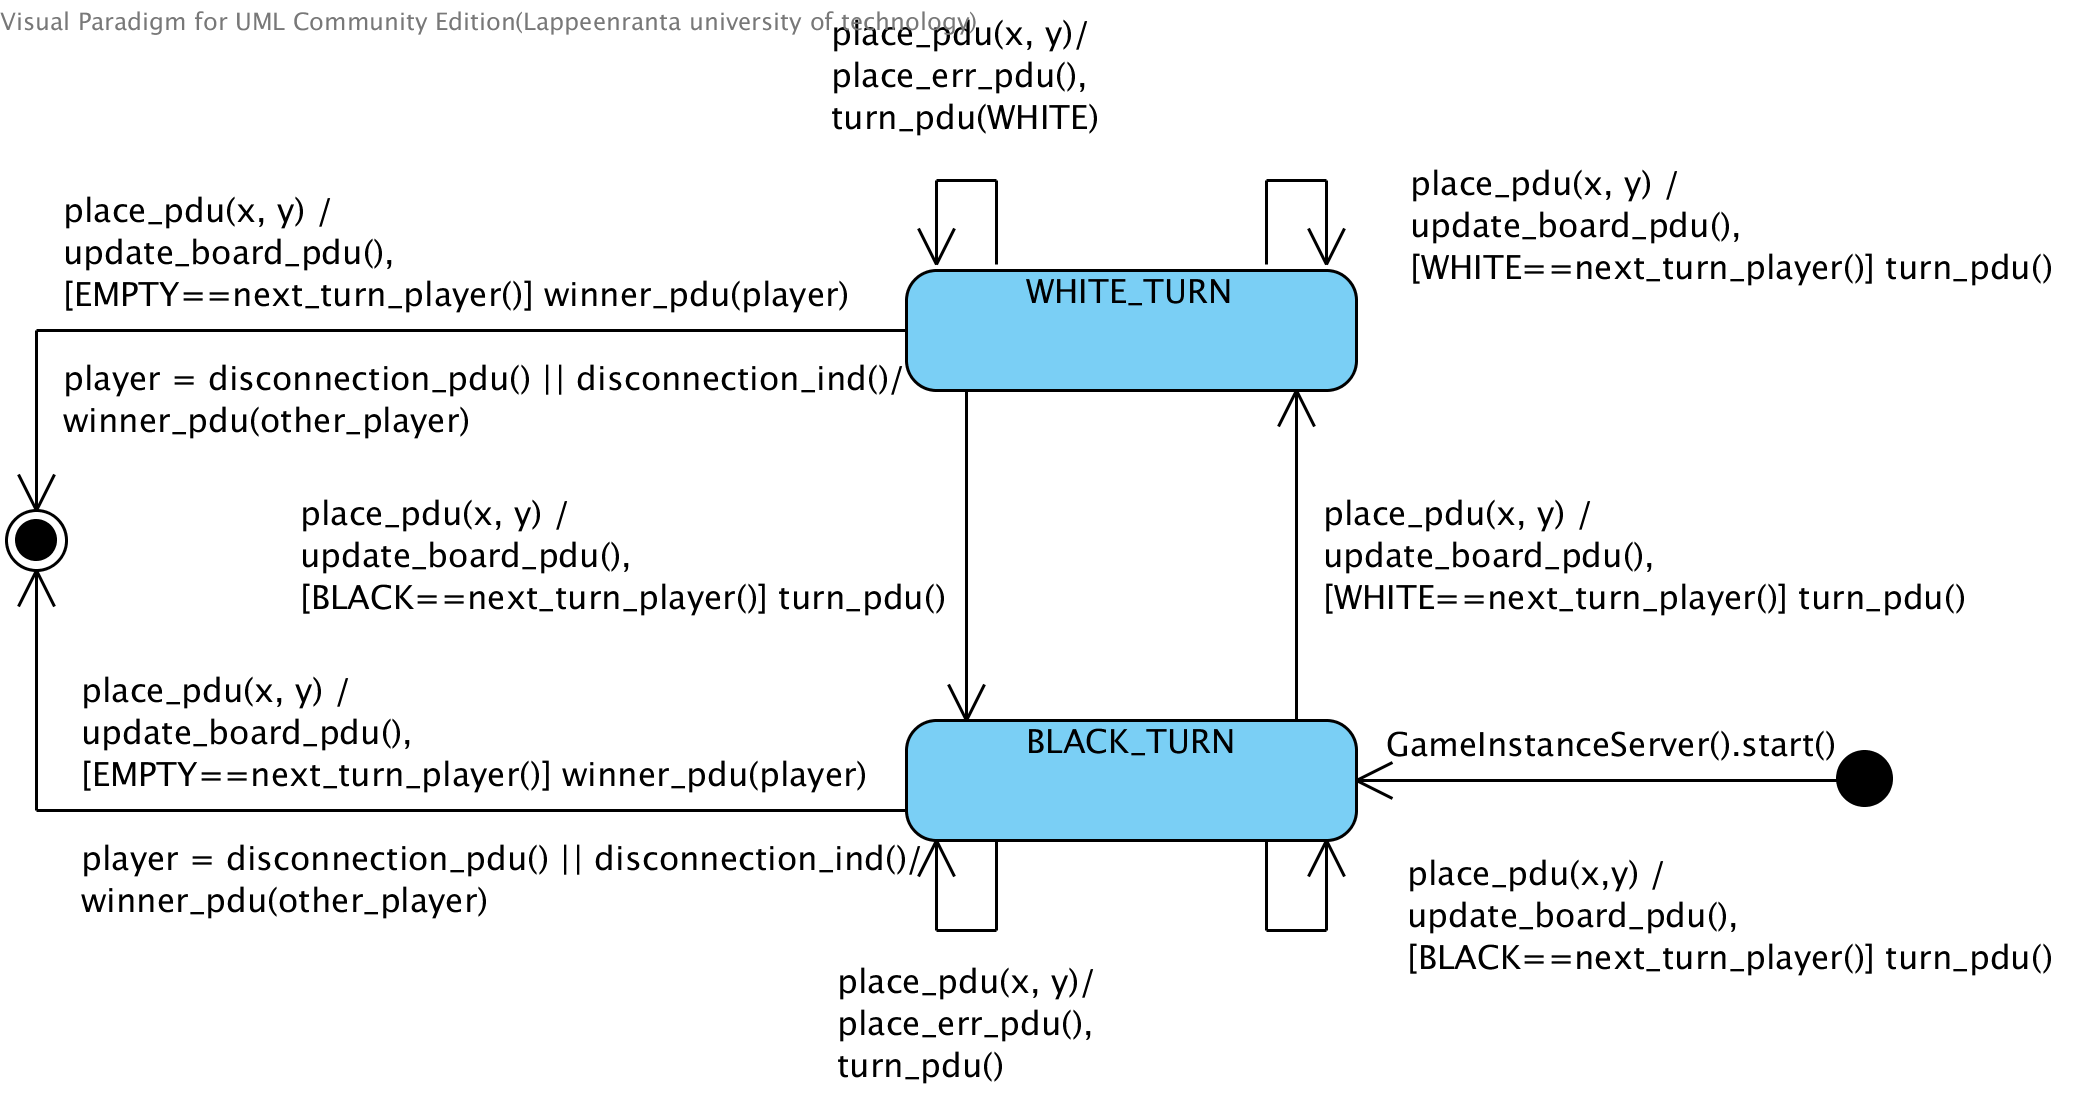 Visual Paradigm for UML Community Edition(Lappeenranta university of technology)
place_pdu(x, y)/
place_err_pdu(),
turn_pdu(WHITE)
place_pdu(x, y) /
update_board_pdu(),
[WHITE==next_turn_player()] turn_pdu()
place_pdu(x, y) /
update_board_pdu(),
[EMPTY==next_turn_player()] winner_pdu(player)
WHITE_TURN
player = disconnection_pdu() || disconnection_ind()/
winner_pdu(other_player)
place_pdu(x, y) /
update_board_pdu(),
[BLACK==next_turn_player()] turn_pdu()
place_pdu(x, y) /
update_board_pdu(),
[WHITE==next_turn_player()] turn_pdu()
place_pdu(x, y) /
update_board_pdu(),
[EMPTY==next_turn_player()] winner_pdu(player)
BLACK_TURN
GameInstanceServer().start()
player = disconnection_pdu() || disconnection_ind()/
winner_pdu(other_player)
place_pdu(x,y) /
update_board_pdu(),
[BLACK==next_turn_player()] turn_pdu()
place_pdu(x, y)/
place_err_pdu(),
turn_pdu()